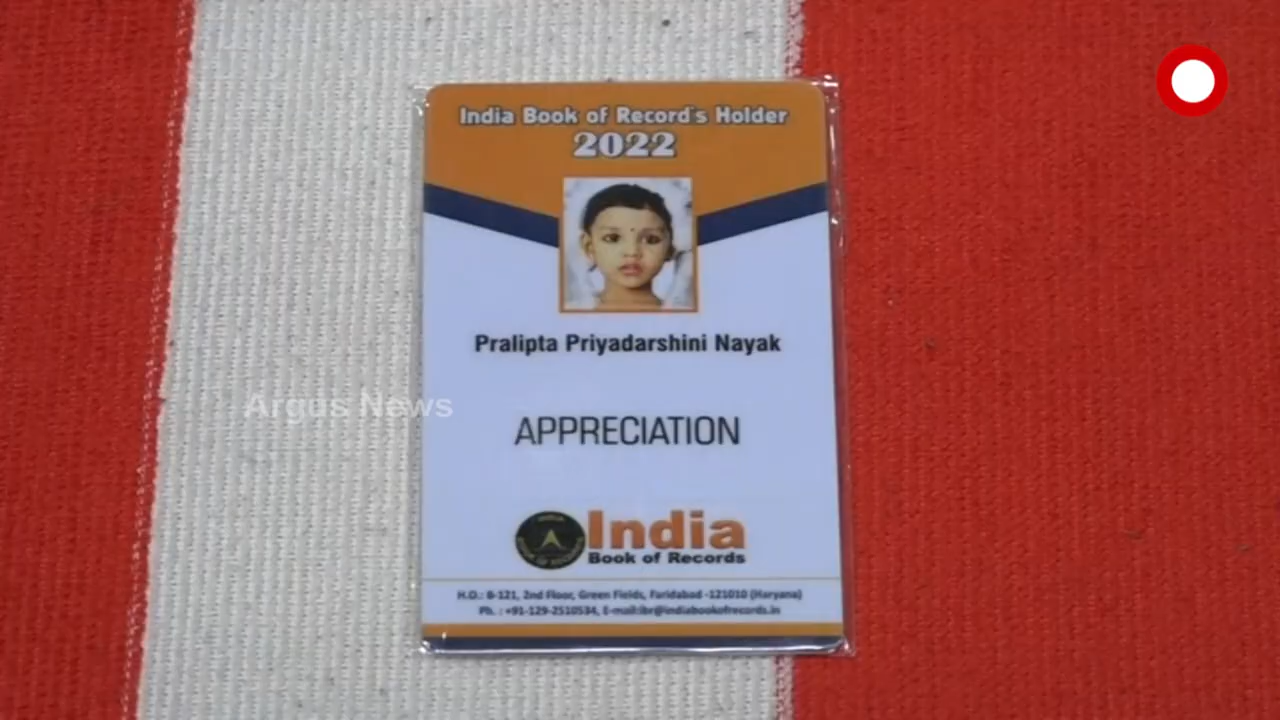 India Book of Record's Holder
2022
Pralipta Priyadarshini Nayak
Argus News
APPRECIATION
India
Book of Records
H.O.: B-121, 2nd Floor, Green Fields, Faridabad -121010 (Haryana)
Ph. : +91-129-2510534, E-mail:ibr@indiabookofrecords.in